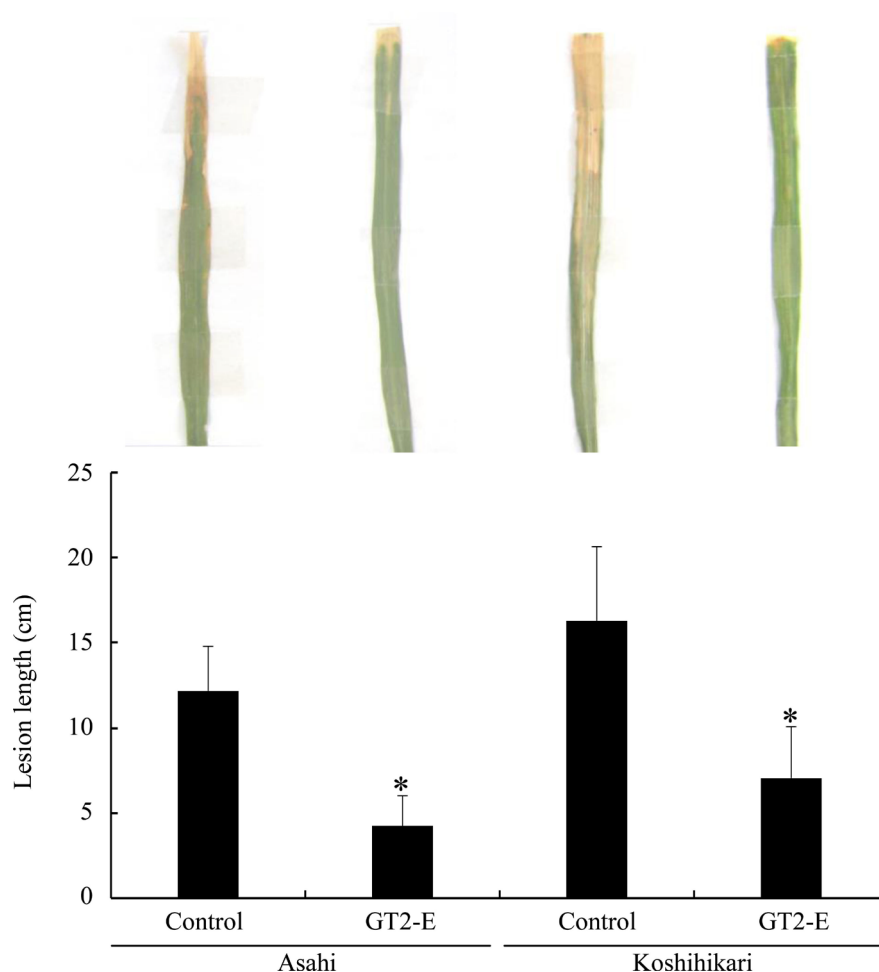 25
20
15
10
5
0
Lesion length (cm)
*
*
Control GT2-E Control GT2-E
Asahi Koshihikari